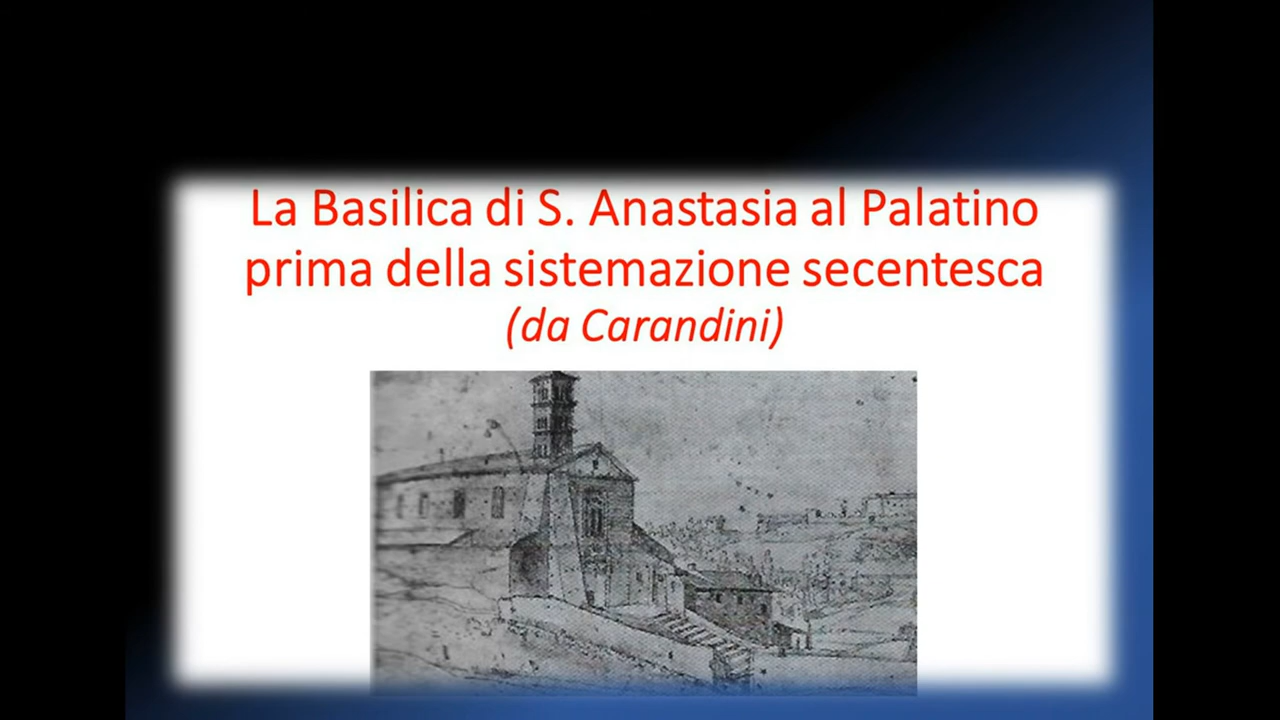 La Basilica di S. Anastasia al Palatino
prima della sistemazione secentesca
(da Carandini)